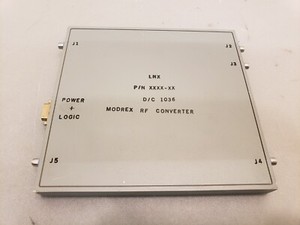 J1
J2
LNX
J3
P/N XXXX-XX
POWER
+
LOGIC
D/C 1036
MODREX RF CONVERTER
J5
J4